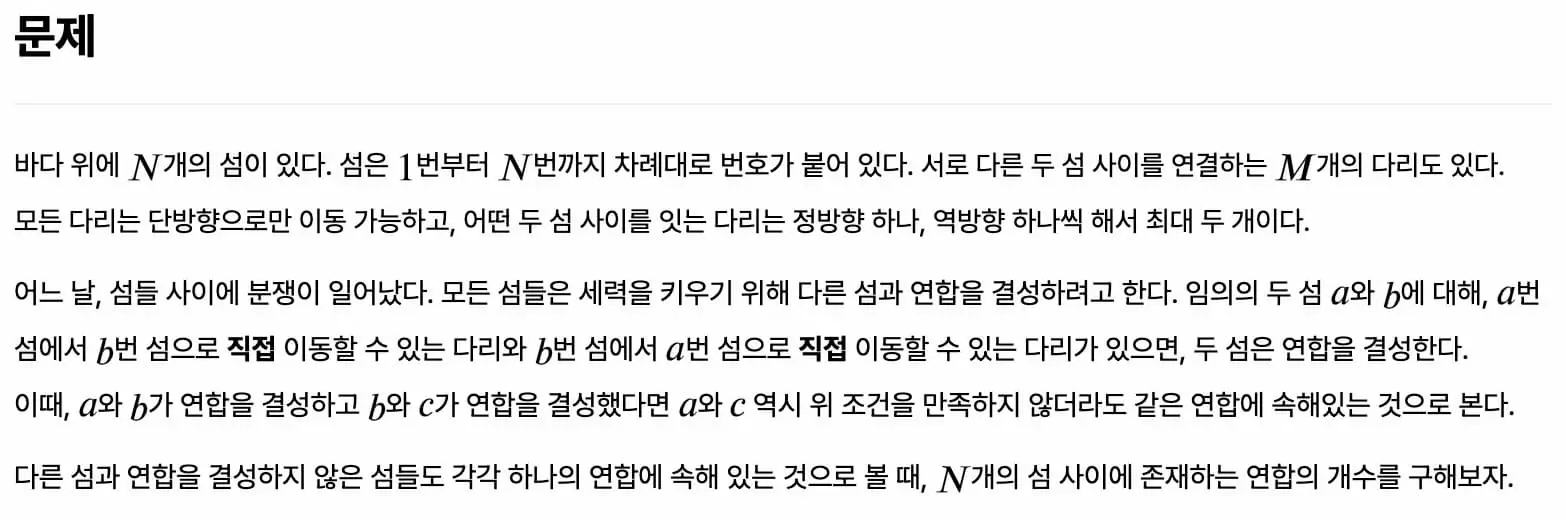 문제
바다 위에 N개의 섬이 있다. 섬은 1번부터 N번까지 차례대로 번호가 붙어 있다. 서로 다른 두 섬 사이를 연결하는 M개의 다리도 있다.
모든 다리는 단방향으로만 이동 가능하고, 어떤 두 섬 사이를 잇는 다리는 정방향 하나, 역방향 하나씩 해서 최대 두 개이다.
어느 날, 섬들 사이에 분쟁이 일어났다. 모든 섬들은 세력을 키우기 위해 다른 섬과 연합을 결성하려고 한다. 임의의 두 섬 a와 b에 대해, a번
섬에서 b번 섬으로 직접 이동할 수 있는 다리와 b번 섬에서 a번 섬으로 직접 이동할 수 있는 다리가 있으면, 두 섬은 연합을 결성한다.
이때, a와 b가 연합을 결성하고 b와 c가 연합을 결성했다면 a와 c 역시 위 조건을 만족하지 않더라도 같은 연합에 속해있는 것으로 본다.
다른 섬과 연합을 결성하지 않은 섬들도 각각 하나의 연합에 속해 있는 것으로 볼 때, N개의 섬 사이에 존재하는 연합의 개수를 구해보자.